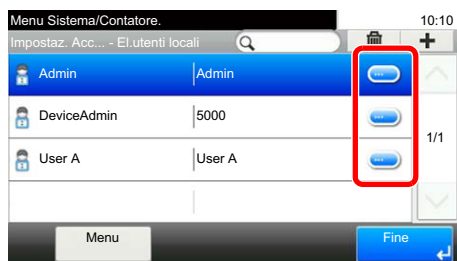 Menu Sistema/Contatore. 10:10
Impostaz. Acc... - El.utenti locali
Admin Admin
DeviceAdmin 5000
1/1
User A User A
Menu Fine